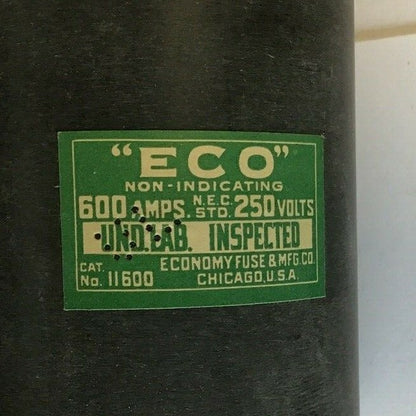 "ECO"
NON-INDICATING
600 AMPS. N.E.C. STD. 250 VOLTS
UND. LAB. INSPECTED
CAT. No. 11600
ECONOMY FUSE & MFG. CO.
CHICAGO, U.S.A.